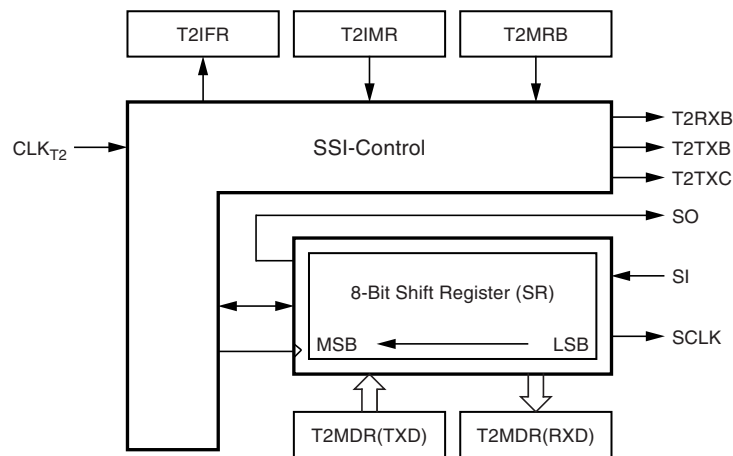 T2IFR
T2IMR
T2MRB
CLKT2
SSI-Control
T2RXB
T2TXB
T2TXC
SO
8-Bit Shift Register (SR)
SI
MSB
LSB
SCLK
T2MDR(TXD)
T2MDR(RXD)